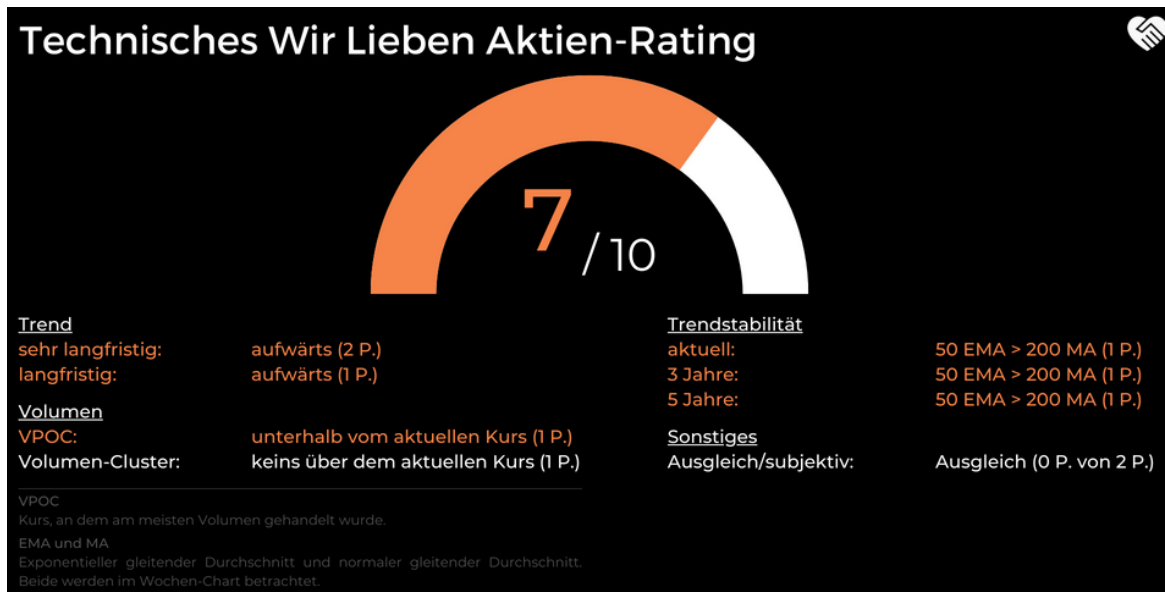 Technisches Wir Lieben Aktien-Rating
7 / 10
Trend
sehr langfristig: aufwärts (2 P.)
langfristig: aufwärts (1 P.)
Volumen
VPOC: unterhalb vom aktuellen Kurs (1 P.)
Volumen-Cluster: keins über dem aktuellen Kurs (1 P.)
Trendstabilität
aktuell: 50 EMA > 200 MA (1 P.)
3 Jahre: 50 EMA > 200 MA (1 P.)
5 Jahre: 50 EMA > 200 MA (1 P.)
Sonstiges
Ausgleich/subjektiv: Ausgleich (0 P. von 2 P.)
VPOC
Kurs, an dem am meisten Volumen gehandelt wurde.
EMA und MA
Exponentieller gleitender Durchschnitt und normaler gleitender Durchschnitt.
Beide werden im Wochen-Chart betrachtet.